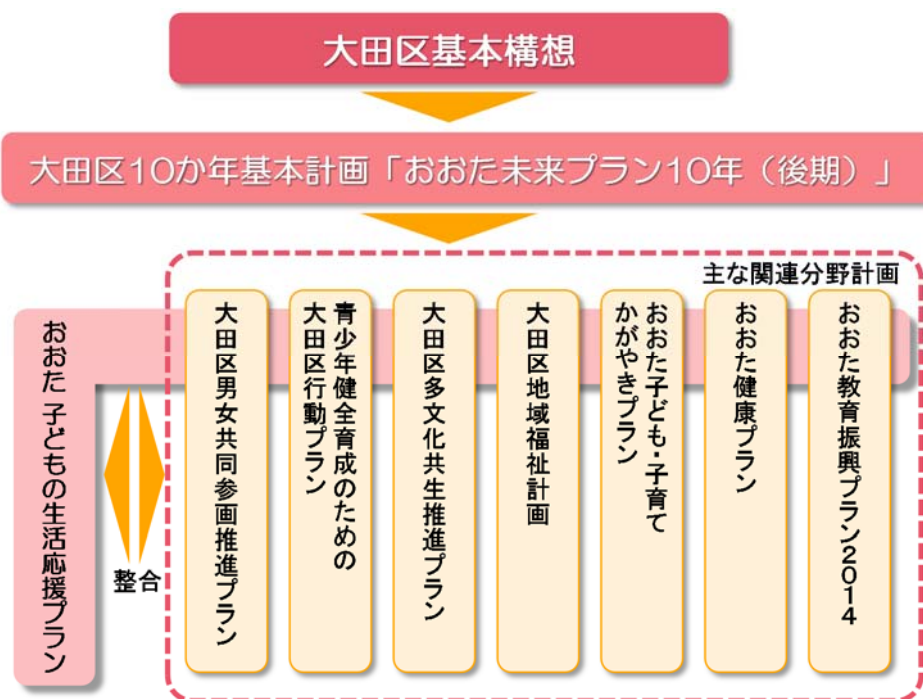 大田区基本構想
大田区10か年基本計画「おおた未来プラン10年（後期）」
主な関連分野計画
おおた 子どもの生活応援プラン
整合
大田区男女共同参画推進プラン
青少年健全育成のための
大田区行動プラン
大田区多文化共生推進プラン
大田区地域福祉計画
おおた子ども・子育て
かがやきプラン
おおた健康プラン
おおた教育振興プラン2014